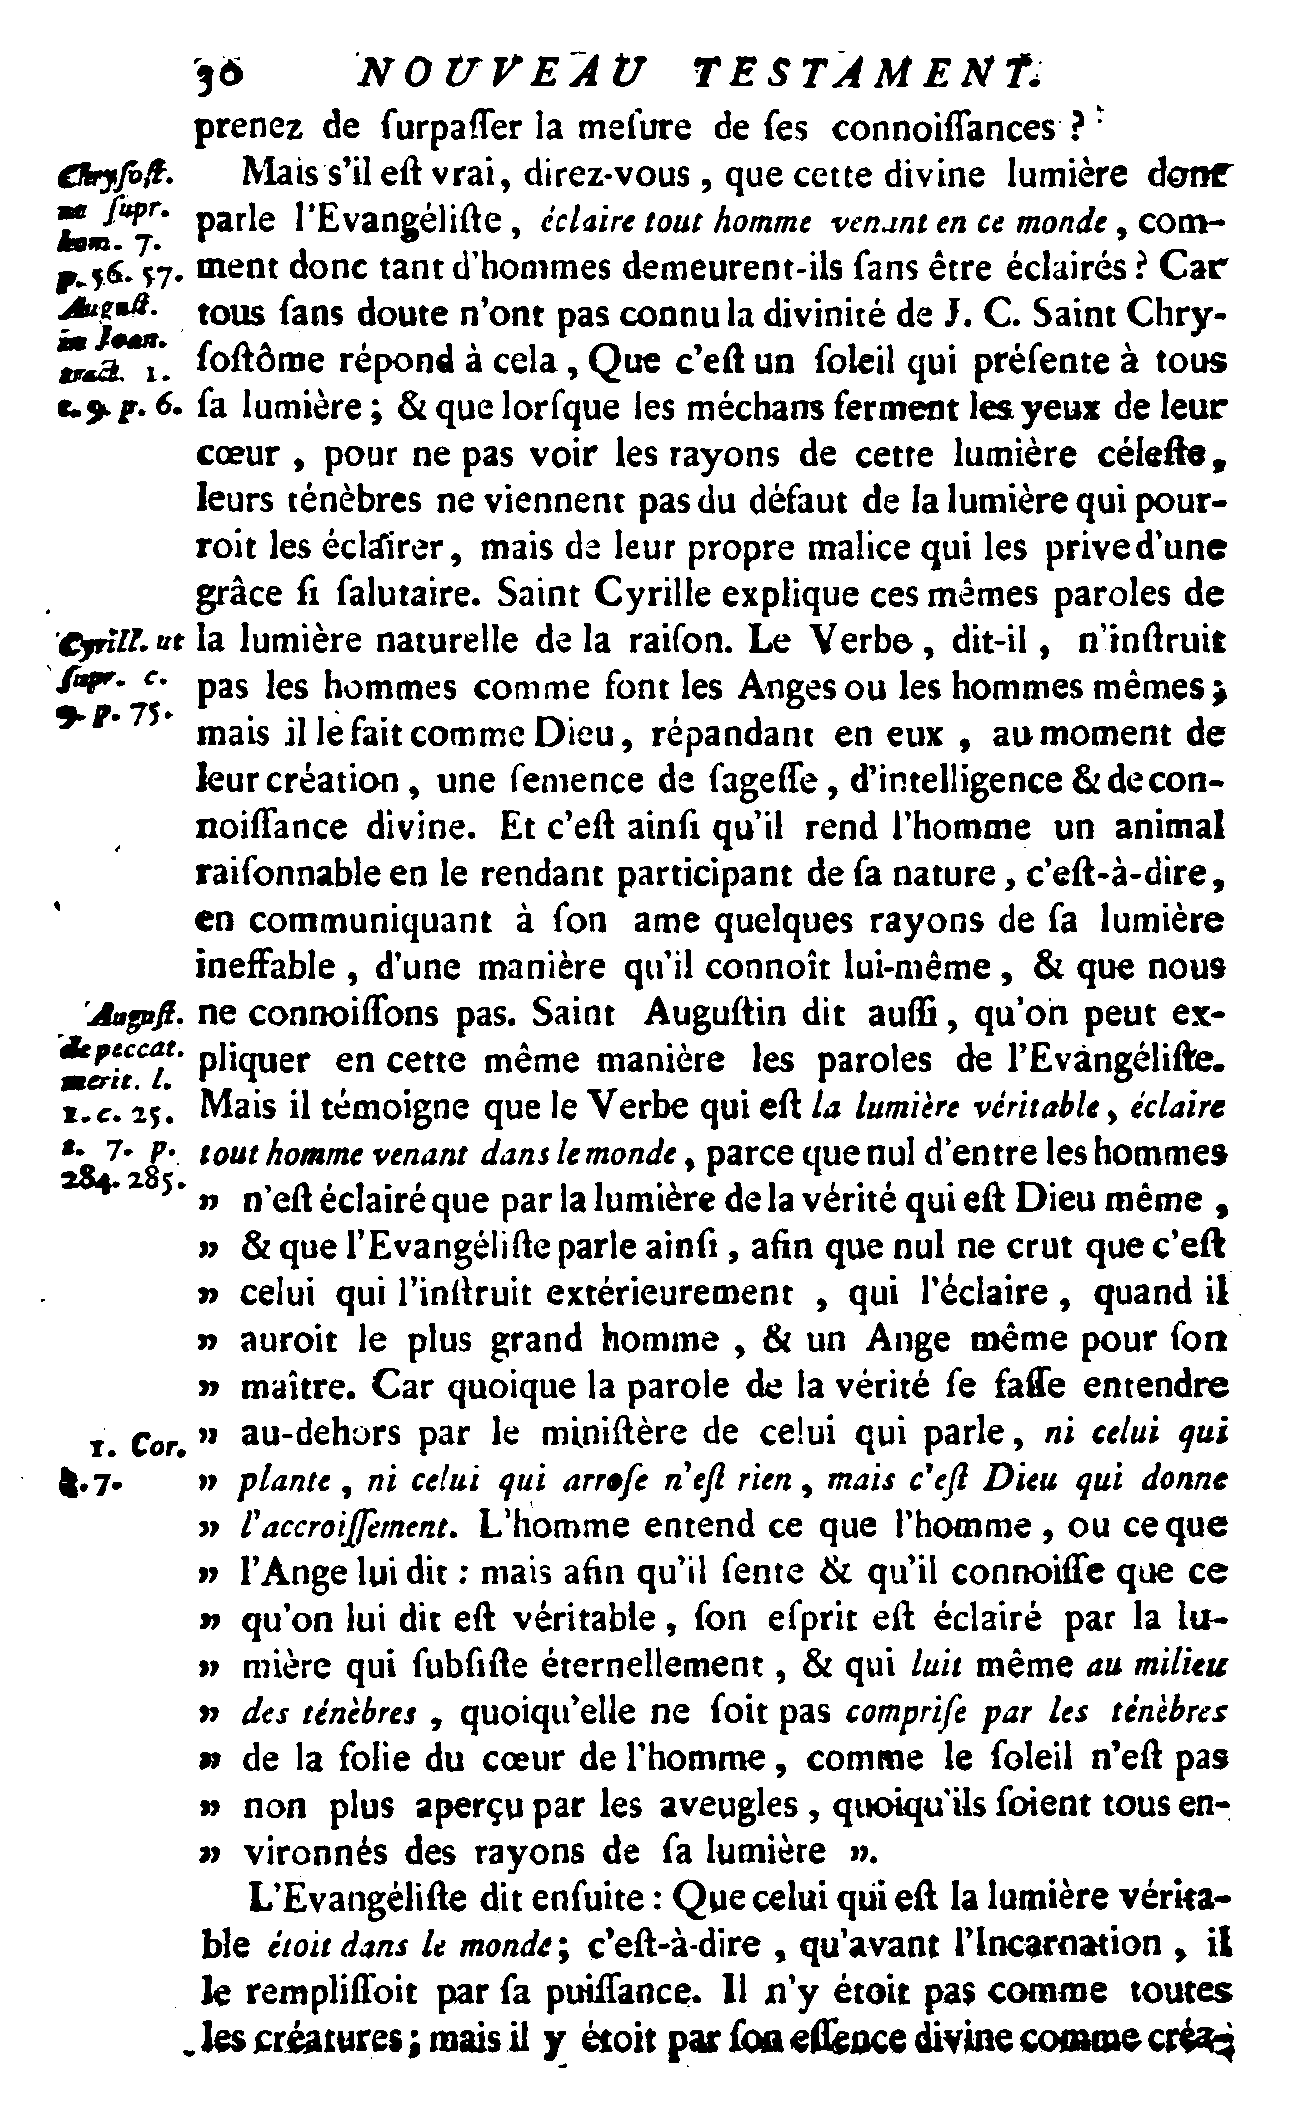 30 NOUVEAU TESTAMENT.
prenez de ſurpaſſer la meſure de ſes connoiſſances ?
Mais s'il eſt vrai, direz-vous , que cette divine lumière dont
parle l'Evangéliſte , éclaire tout homme venant en ce monde , com-
ment donc tant d'hommes demeurent-ils ſans être éclairés ? Car
tous ſans doute n'ont pas connu la divinité de J. C. Saint Chry-
ſoſtôme répond à cela , Que c'eſt un ſoleil qui préſente à tous
ſa lumière ; & que lorſque les méchans ferment les yeux de leur
cœur , pour ne pas voir les rayons de cette lumière céleſte,
leurs ténèbres ne viennent pas du défaut de la lumière qui pour-
roit les éclairer, mais de leur propre malice qui les prive d'une
grâce ſi ſalutaire. Saint Cyrille explique ces mêmes paroles de
la lumière naturelle de la raiſon. Le Verbe , dit-il , n'inſtruit
pas les hommes comme font les Anges ou les hommes mêmes ;
mais il le fait comme Dieu, répandant en eux , au moment de
leur création , une ſemence de ſageſſe , d'intelligence & de con-
noiſſance divine. Et c'eſt ainſi qu'il rend l'homme un animal
raiſonnable en le rendant participant de ſa nature , c'eſt-à-dire,
en communiquant à ſon ame quelques rayons de ſa lumière
ineffable , d'une manière qu'il connoît lui-même , & que nous
ne connoiſſons pas. Saint Auguſtin dit auſſi, qu'on peut ex-
pliquer en cette même manière les paroles de l'Evangéliſte.
Mais il témoigne que le Verbe qui eſt la lumière véritable , éclaire
tout homme venant dans le monde , parce que nul d'entre les hommes
„ n'eſt éclairé que par la lumière de la vérité qui eſt Dieu même ,
„ & que l'Evangéliſte parle ainſi , afin que nul ne crut que c'eſt
„ celui qui l'inſtruit extérieurement , qui l'éclaire , quand il
„ auroit le plus grand homme , & un Ange même pour ſon
„ maître. Car quoique la parole de la vérité ſe faſſe entendre
„ au-dehors par le miniſtère de celui qui parle, ni celui qui
„ plante , ni celui qui arroſe n'eſt rien , mais c'eſt Dieu qui donne
„ l'accroiſſement. L'homme entend ce que l'homme , ou ce que
„ l'Ange lui dit : mais afin qu'il ſente & qu'il connoiſſe que ce
„ qu'on lui dit eſt véritable , ſon eſprit eſt éclairé par la lu-
„ mière qui ſubſiſte éternellement , & qui luit même au milieu
„ des ténèbres , quoiqu'elle ne ſoit pas compriſe par les ténèbres
„ de la folie du cœur de l'homme , comme le ſoleil n'eſt pas
„ non plus aperçu par les aveugles , quoiqu'ils ſoient tous en-
„ vironnés des rayons de ſa lumière „.
L'Evangéliſte dit enſuite : Que celui qui eſt la lumière vérita-
ble étoit dans le monde ; c'eſt-à-dire , qu'avant l'Incarnation , il
le rempliſſoit par ſa puiſſance. Il n'y étoit pas comme toutes
les créatures ; mais il y étoit par ſon eſſence divine comme créa-
Chryſoſt.
ſupr.
hom. 7.
p. 56. 57.
Auguſt.
in Joan.
tract. 1.
c. 9. p. 6.
Cyrill. ut
ſupr. c.
9. p. 75.
Auguſt.
de peccat.
merit. l.
1. c. 25.
t. 7. p.
284. 285.
1. Cor.
7.